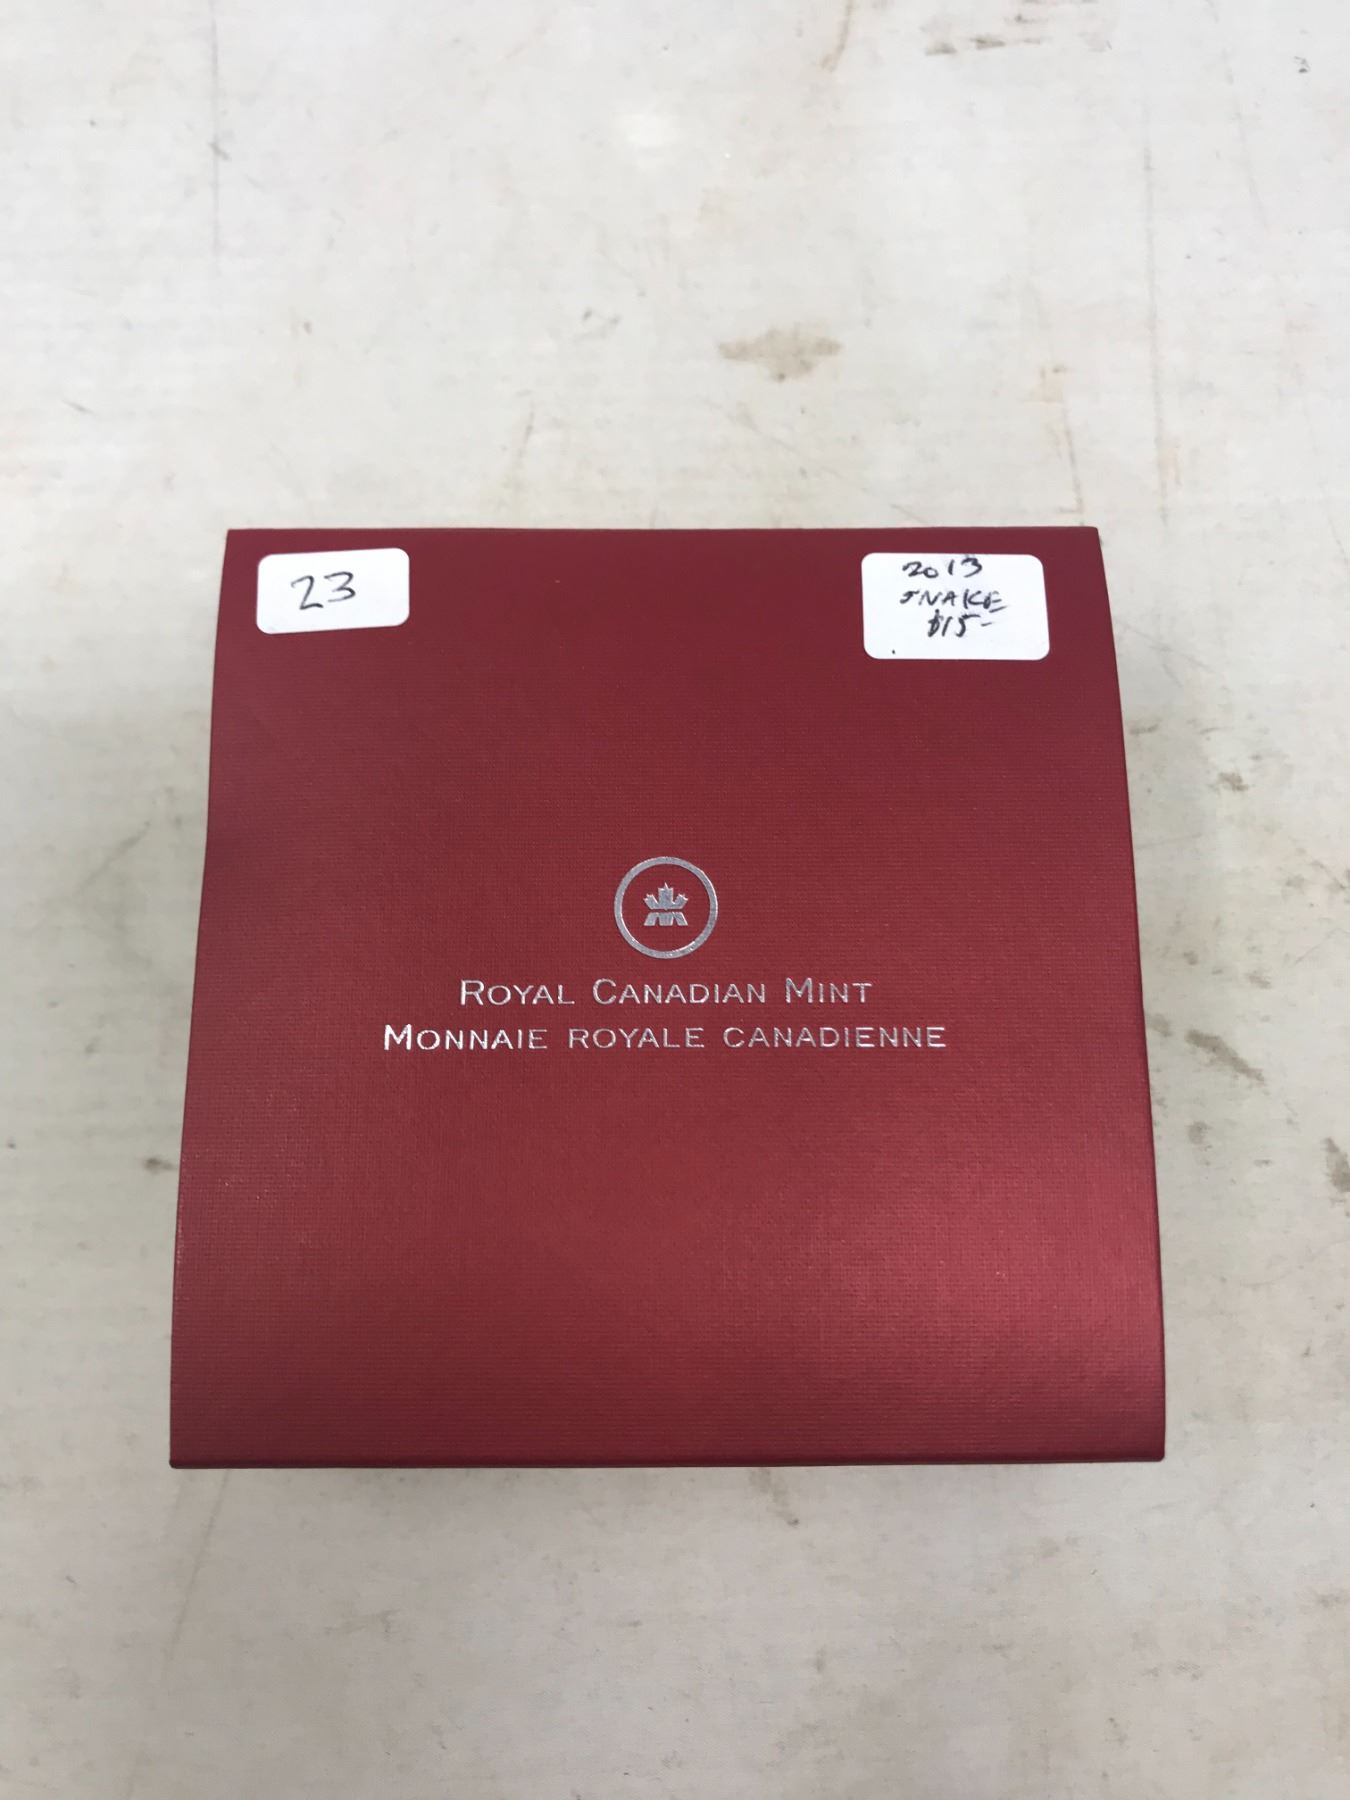 23
2013
SNAKE
$15-
ROYAL CANADIAN MINT
MONNAIE ROYALE CANADIENNE